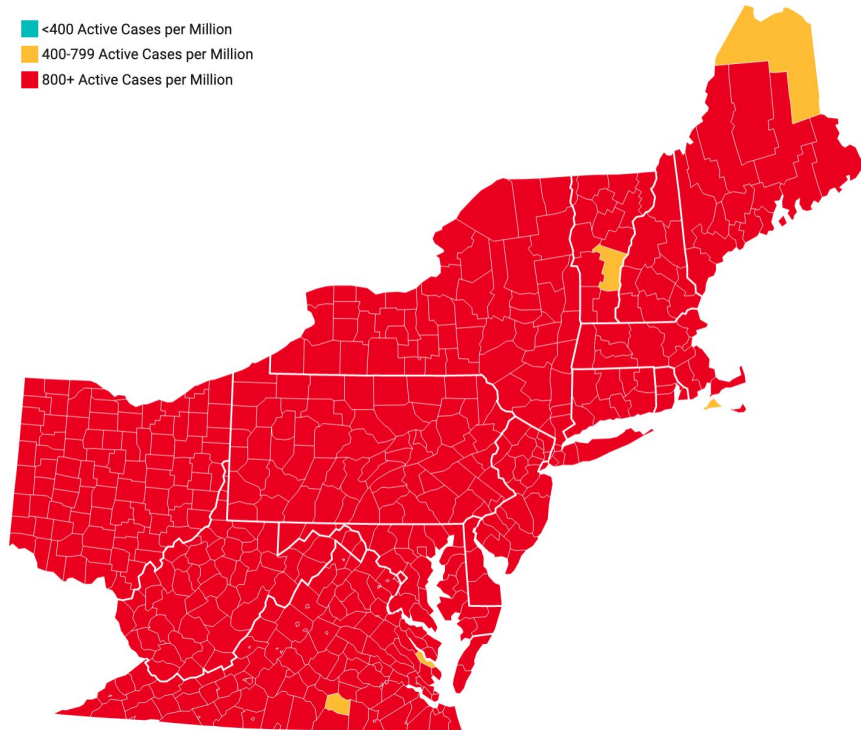 <400 Active Cases per Million
400-799 Active Cases per Million
800+ Active Cases per Million